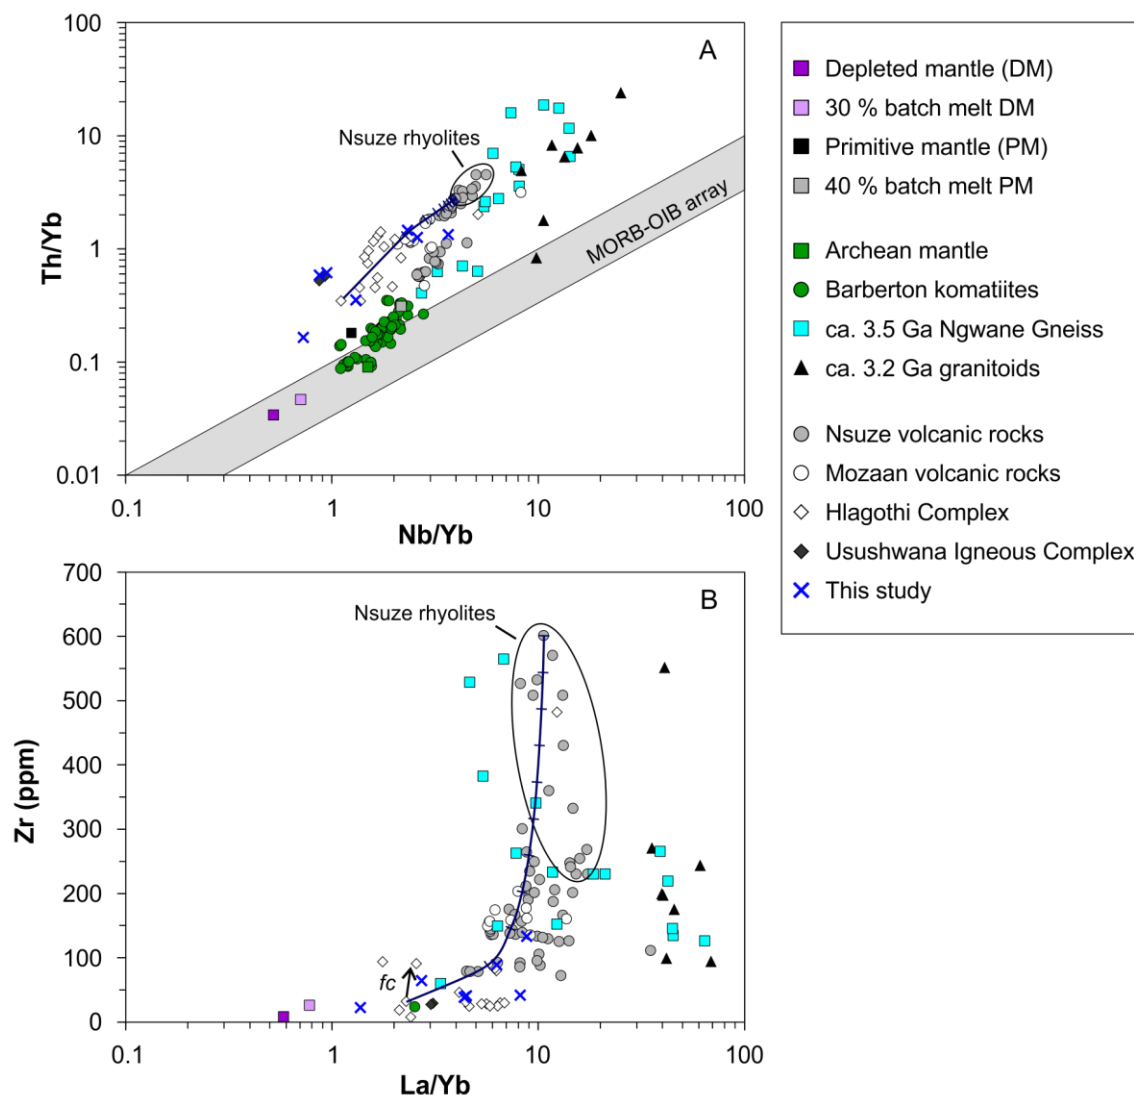 100
10
1
0.1
0.01
Th/Yb
A
Nsuze rhyolites
MORB-OIB array
0.1
1
10
100
Nb/Yb
700
600
500
400
300
200
100
0
Zr (ppm)
B
Nsuze rhyolites
fc
0.1
1
10
100
La/Yb
Depleted mantle (DM)
30 % batch melt DM
Primitive mantle (PM)
40 % batch melt PM
Archean mantle
Barberton komatiites
ca. 3.5 Ga Ngwane Gneiss
ca. 3.2 Ga granitoids
Nsuze volcanic rocks
Mozaan volcanic rocks
Hlagothi Complex
Usushwana Igneous Complex
This study